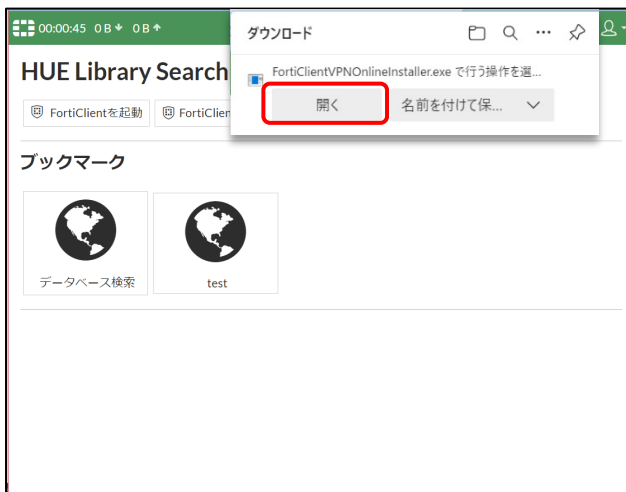 00:00:45 0 B 0 B
ダウンロード
HUE Library Search
FortiClientVPNOnlineInstaller.exe で行う操作を選...
開く
名前を付けて保...
FortiClientを起動
FortiClien
ブックマーク
データベース検索
test